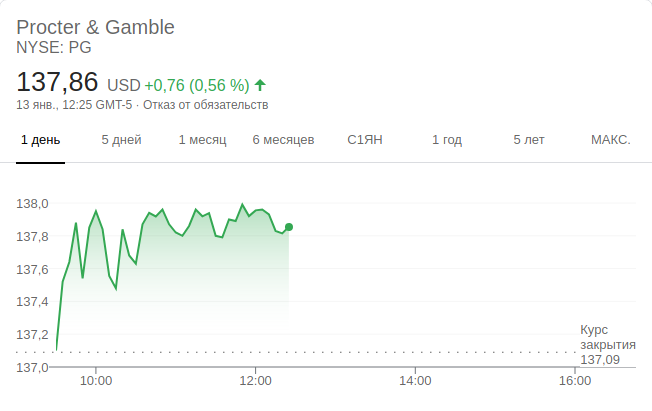 Procter & Gamble
NYSE: PG
137,86 USD +0,76 (0,56 %)
13 янв., 12:25 GMT-5 · Отказ от обязательств
1 день 5 дней 1 месяц 6 месяцев С1ЯН 1 год 5 лет МАКС.
138,0
137,8
137,6
137,4
137,2
137,0
Курс
закрытия
137,09
10:00 12:00 14:00 16:00